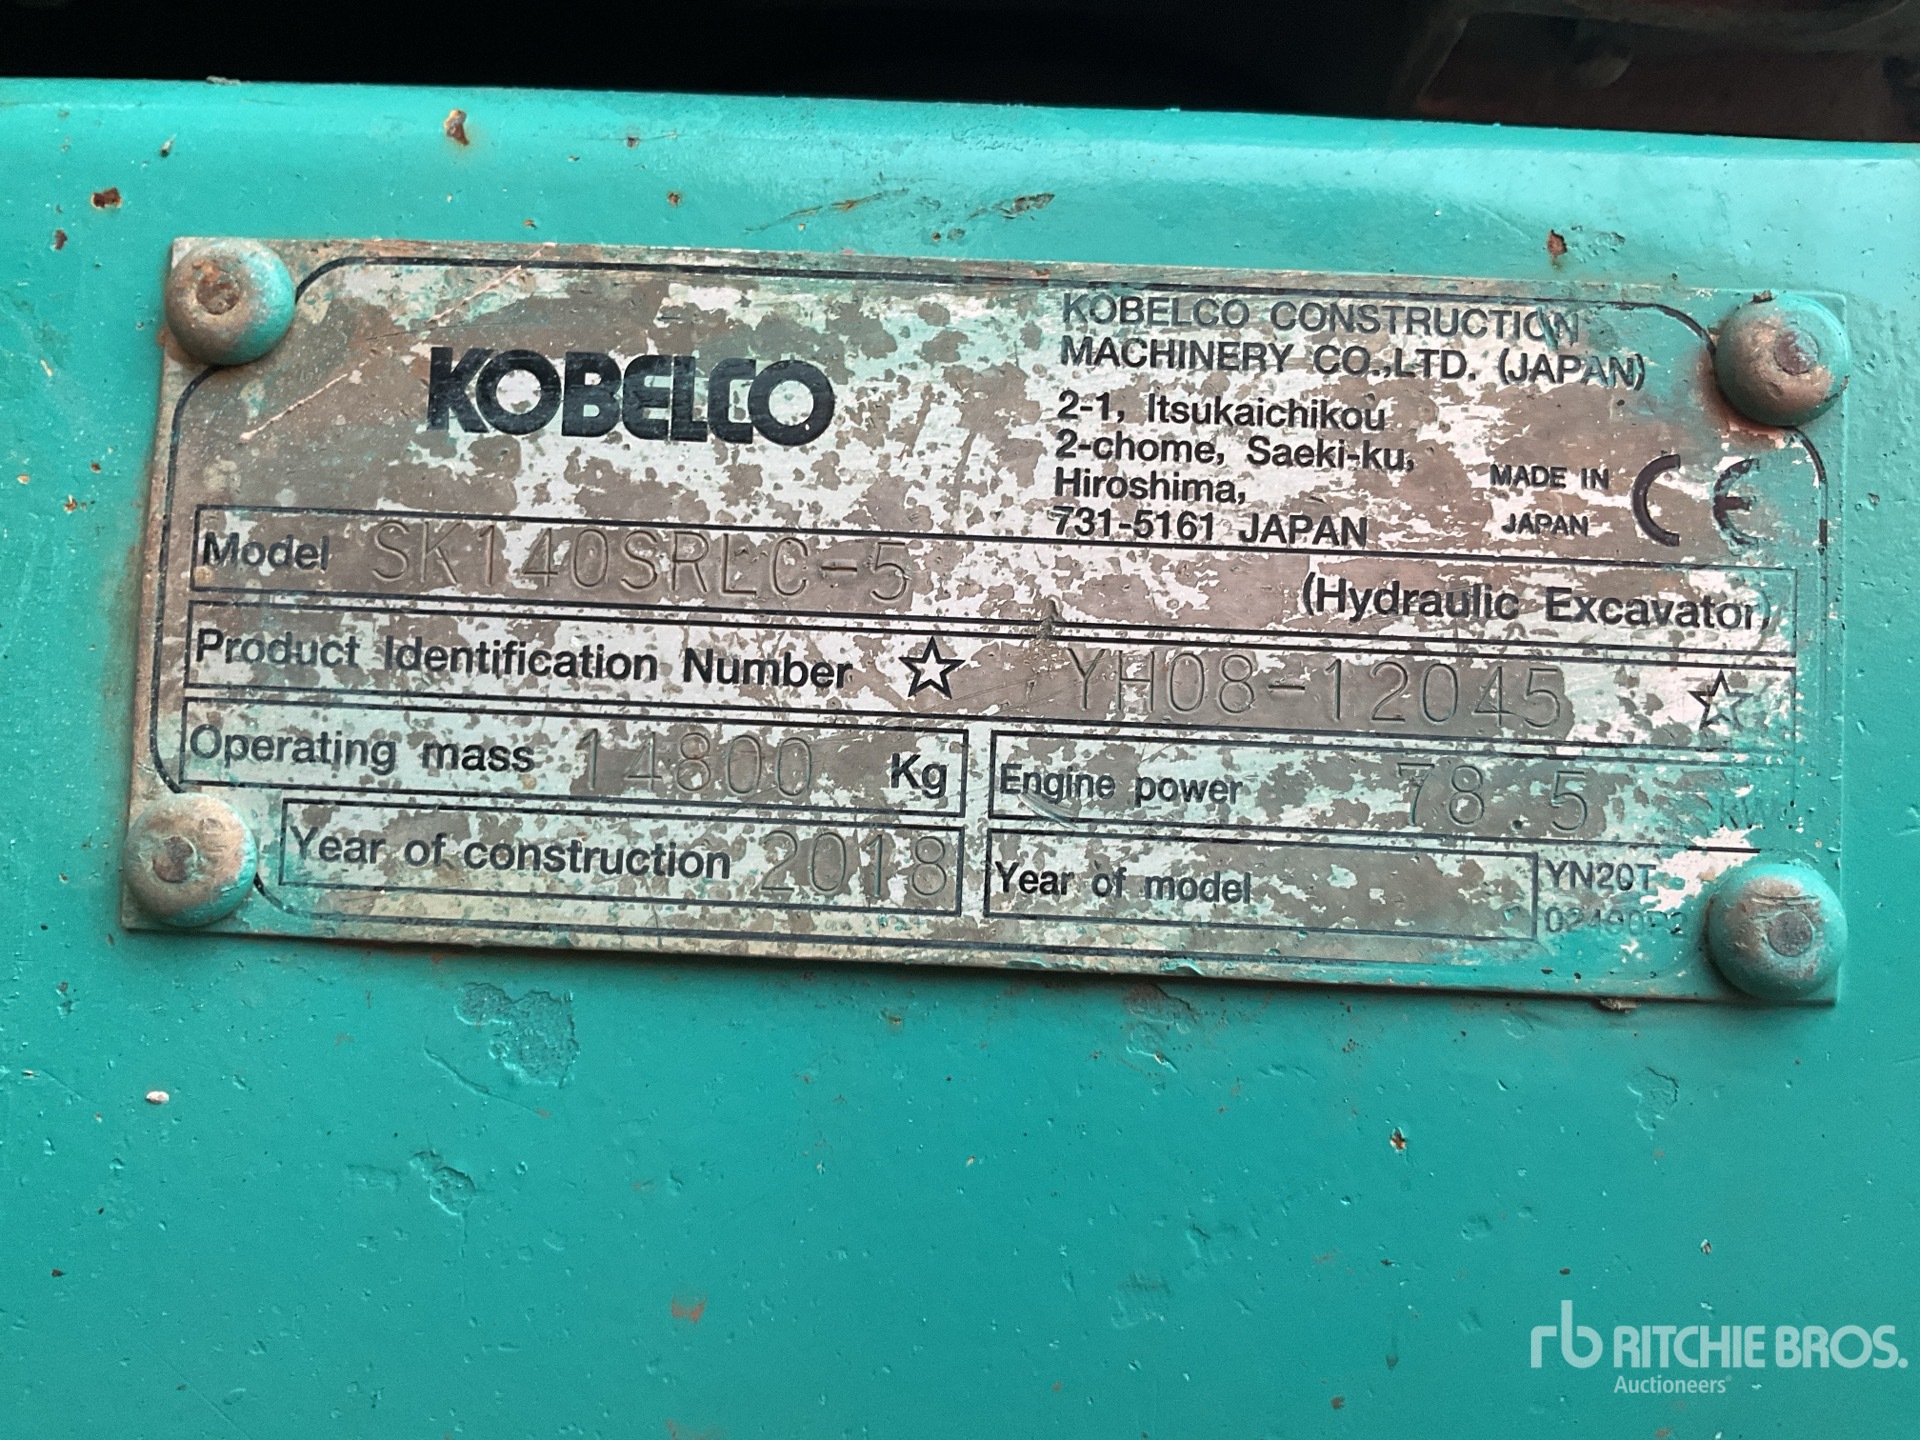 KOBELCO
KOBELCO CONSTRUCTION
MACHINERY CO.,LTD. (JAPAN)
2-1, Itsukaichikou
2-chome, Saeki-ku,
Hiroshima,
731-5161 JAPAN
MADE IN
JAPAN
CE
Model SK140SRLC-5 (Hydraulic Excavator)
Product Identification Number ☆ YH08-12045 ☆
Operating mass 14800 Kg
Engine power 78.5 kW
Year of construction 2018
Year of model
YN20T
rb RITCHIE BROS.
Auctioneers